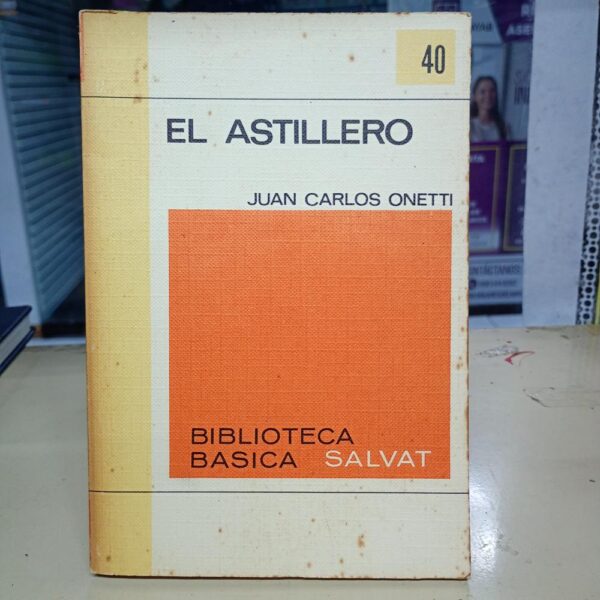 40
EL ASTILLERO
JUAN CARLOS ONETTI
BIBLIOTECA
BASICA SALVAT